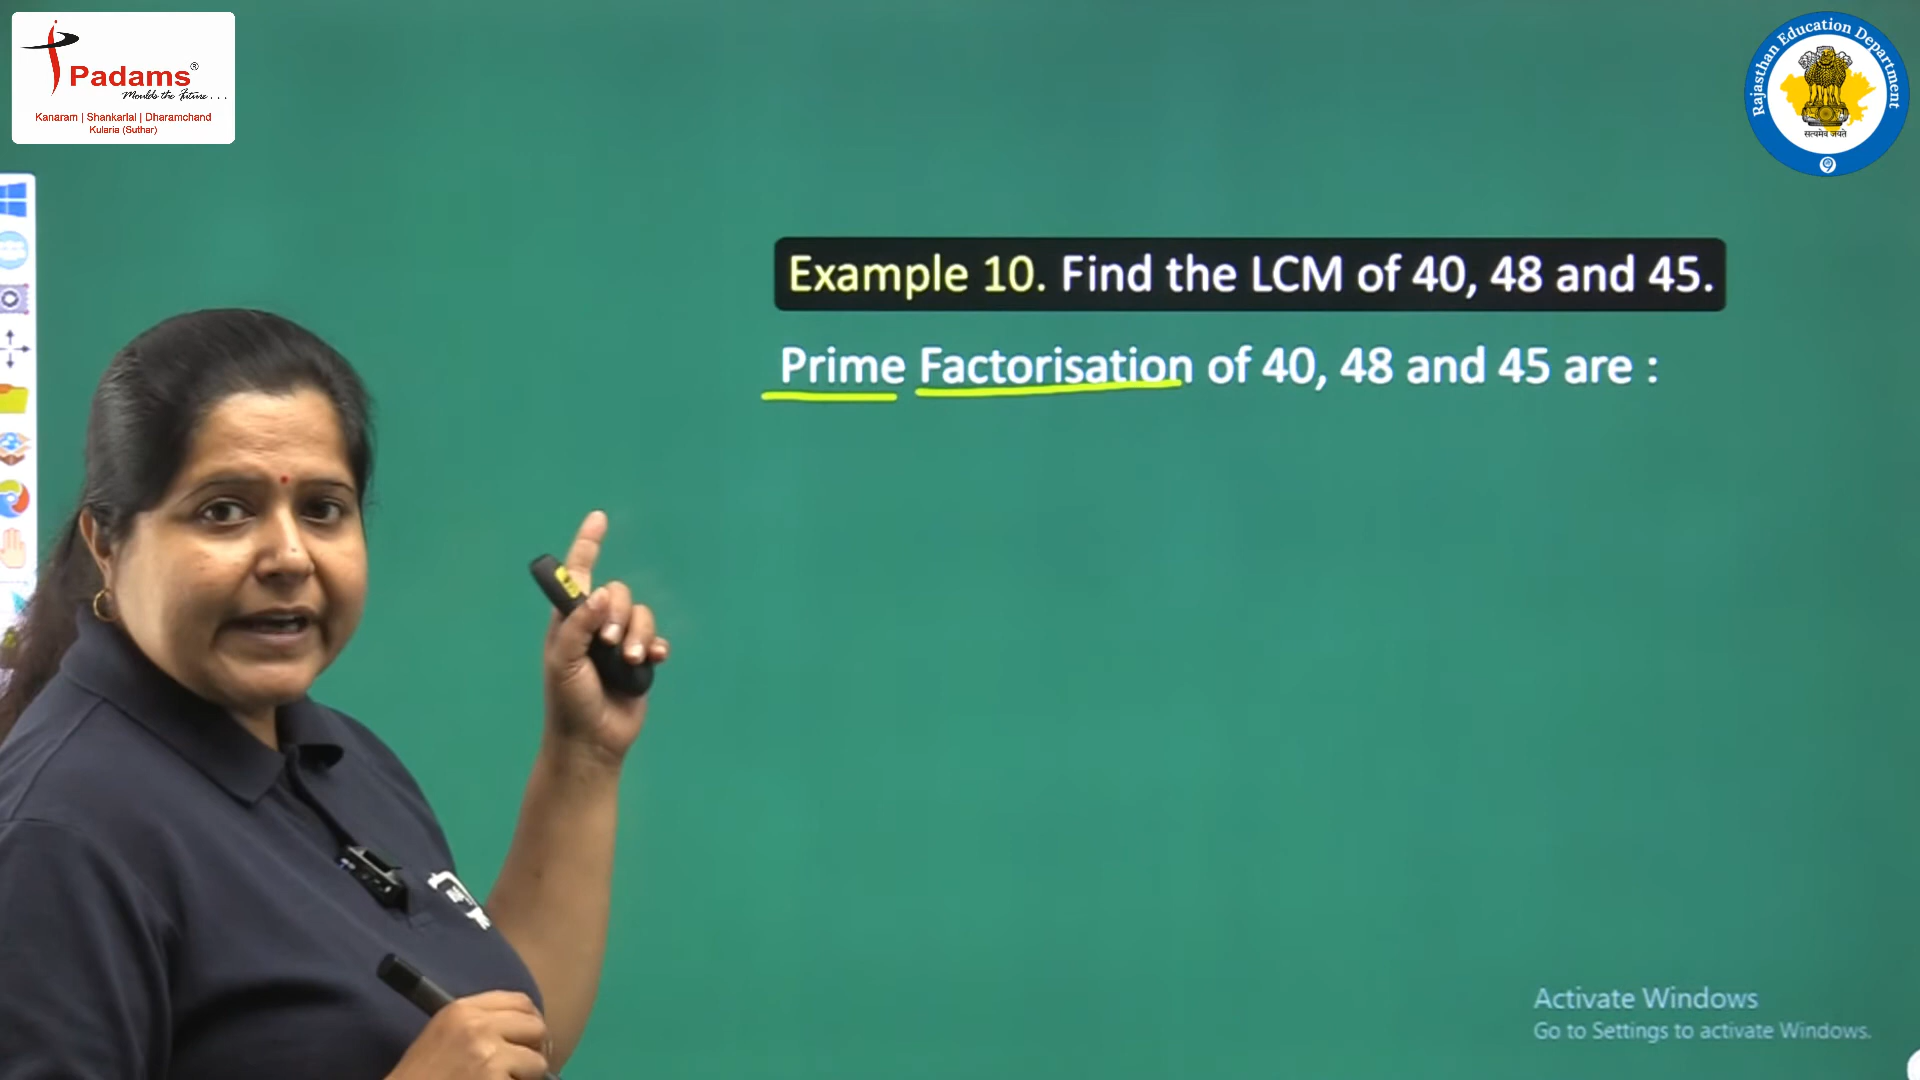 Padams®
Moulds the Future...
Kanaram | Shankarlal | Dharamchand
Kularia (Suthar)
Rajasthan Education Department
सत्यमेव जयते
Example 10. Find the LCM of 40, 48 and 45.
Prime Factorisation of 40, 48 and 45 are :
Activate Windows
Go to Settings to activate Windows.